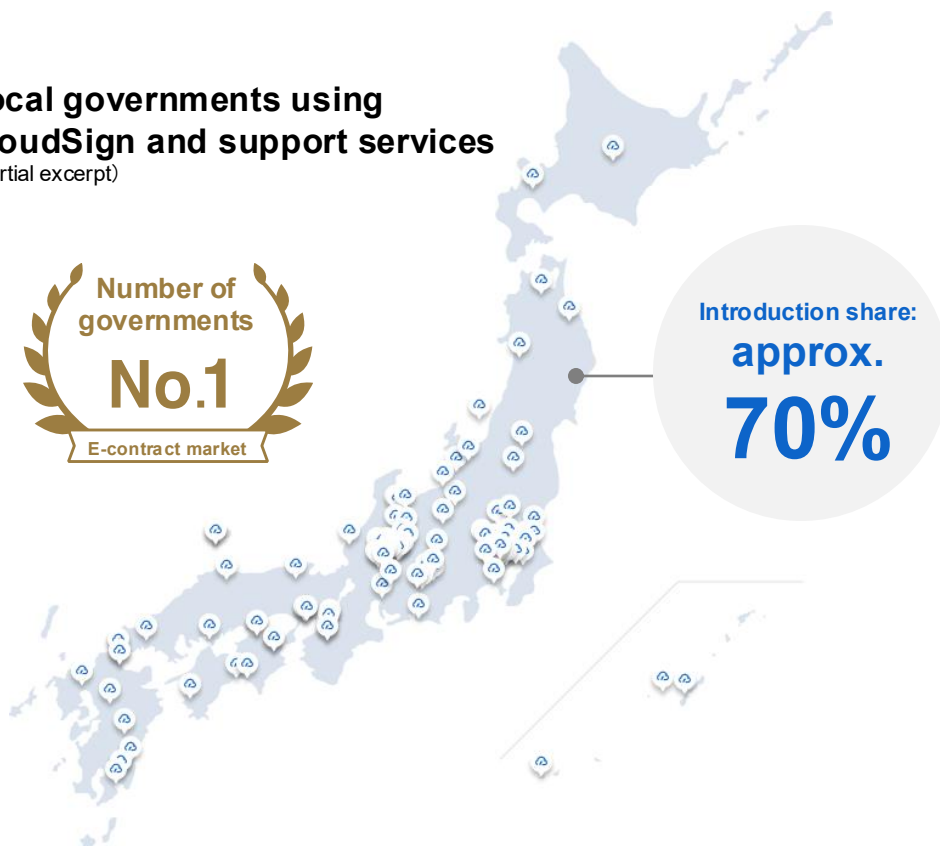 ocal governments using
oudSign and support services
rtial excerpt）
Number of
governments
No.1
E-contract market
Introduction share:
approx.
70%